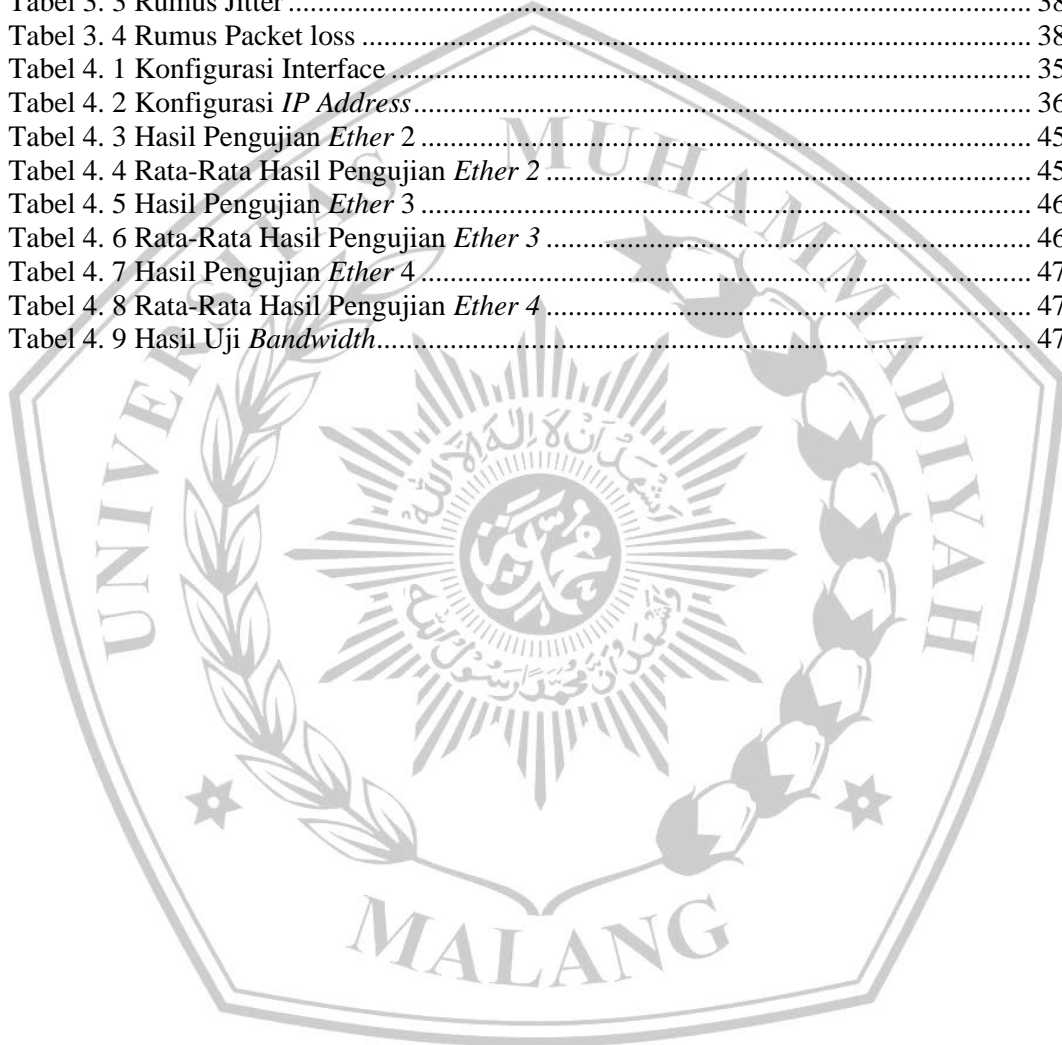 Tabel 3. 3 Rumus Jitter ........ 38
Tabel 3. 4 Rumus Packet loss ........ 38
Tabel 4. 1 Konfigurasi Interface ........ 35
Tabel 4. 2 Konfigurasi IP Address ........ 36
Tabel 4. 3 Hasil Pengujian Ether 2 ........ 45
Tabel 4. 4 Rata-Rata Hasil Pengujian Ether 2 ........ 45
Tabel 4. 5 Hasil Pengujian Ether 3 ........ 46
Tabel 4. 6 Rata-Rata Hasil Pengujian Ether 3 ........ 46
Tabel 4. 7 Hasil Pengujian Ether 4 ........ 47
Tabel 4. 8 Rata-Rata Hasil Pengujian Ether 4 ........ 47
Tabel 4. 9 Hasil Uji Bandwidth ........ 47
UNIVERSITAS MUHAMMADIYAH
MALANG